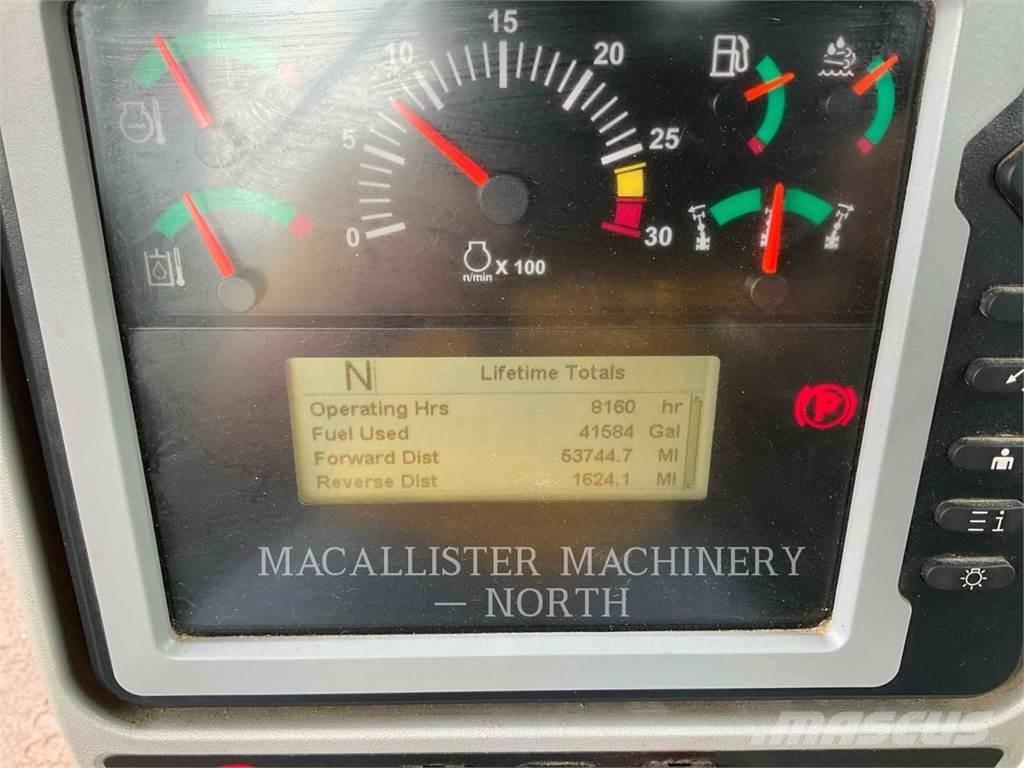 15
10
20
5
25
0
30
n/min X 100
N Lifetime Totals
Operating Hrs 8160 hr
Fuel Used 41584 Gal
Forward Dist 53744.7 MI
Reverse Dist 1624.1 MI
P
i
MACALLISTER MACHINERY
— NORTH
MASCUS